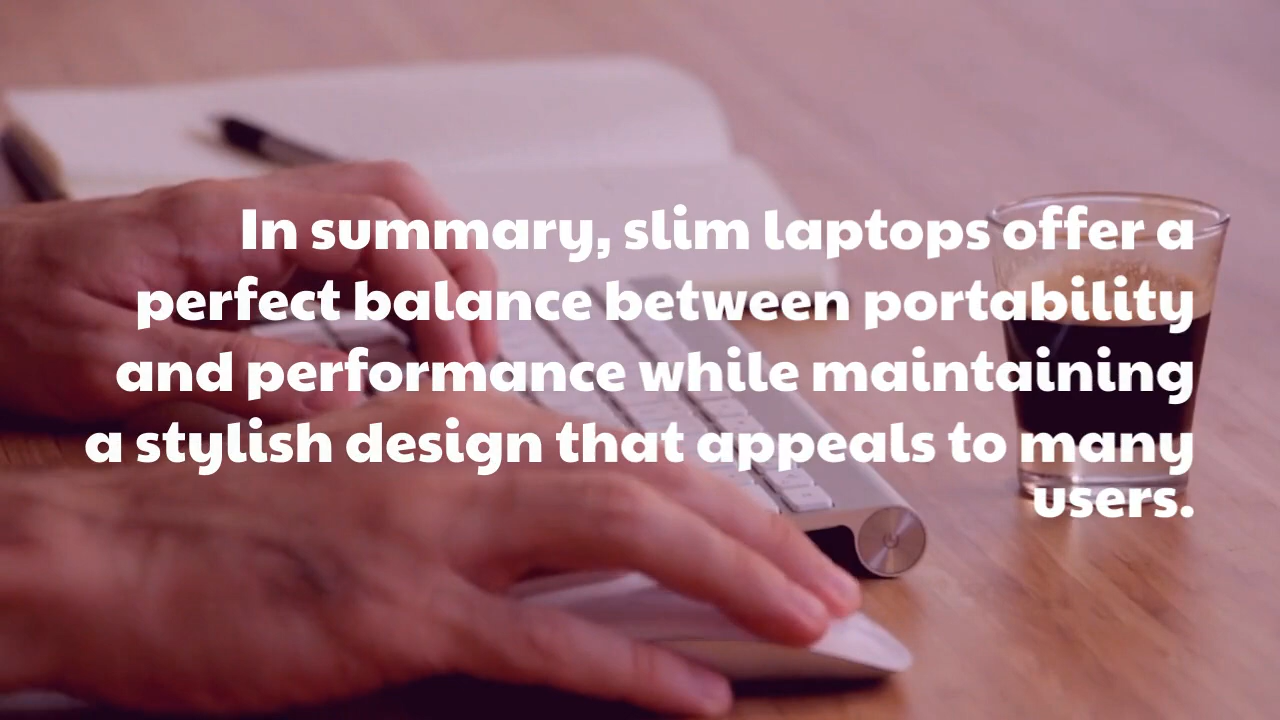 In summary, slim laptops offer a
perfect balance between portability
and performance while maintaining
a stylish design that appeals to many
users.